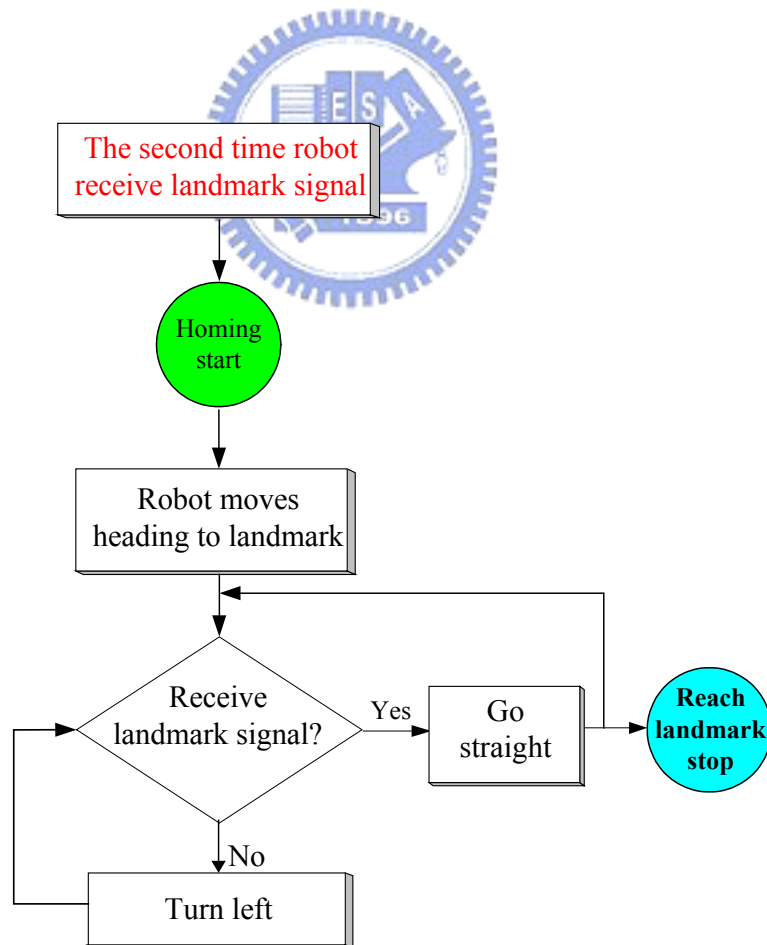 E S A
1896
The second time robot
receive landmark signal
Homing
start
Robot moves
heading to landmark
Receive
landmark signal?
Yes
Go
straight
Reach
landmark
stop
No
Turn left